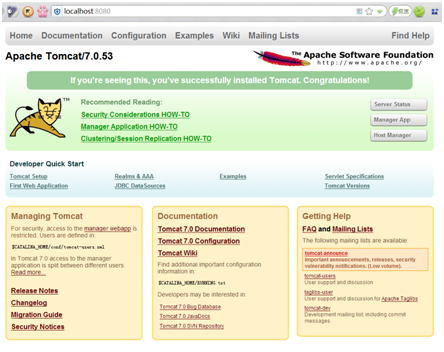 localhost:8080
Home Documentation Configuration Examples Wiki Mailing Lists Find Help
Apache Tomcat/7.0.53
The Apache Software Foundation
http://www.apache.org/
If you're seeing this, you've successfully installed Tomcat. Congratulations!
TM
Recommended Reading:
Security Considerations HOW-TO
Manager Application HOW-TO
Clustering/Session Replication HOW-TO
Server Status
Manager App
Host Manager
Developer Quick Start
Tomcat Setup
First Web Application
Realms & AAA
JDBC DataSources
Examples
Servlet Specifications
Tomcat Versions
Managing Tomcat
For security, access to the manager webapp is
restricted. Users are defined in:
$CATALINA_HOME/conf/tomcat-users.xml
In Tomcat 7.0 access to the manager
application is split between different users.
Read more...
Release Notes
Changelog
Migration Guide
Security Notices
Documentation
Tomcat 7.0 Documentation
Tomcat 7.0 Configuration
Tomcat Wiki
Find additional important configuration
information in:
$CATALINA_HOME/RUNNING.txt
Developers may be interested in:
Tomcat 7.0 Bug Database
Tomcat 7.0 JavaDocs
Tomcat 7.0 SVN Repository
Getting Help
FAQ and Mailing Lists
The following mailing lists are available:
tomcat-announce
Important announcements, releases, security
vulnerability notifications. (Low volume).
tomcat-users
User support and discussion
taglibs-user
User support and discussion for Apache Taglibs
tomcat-dev
Development mailing list, including commit
messages